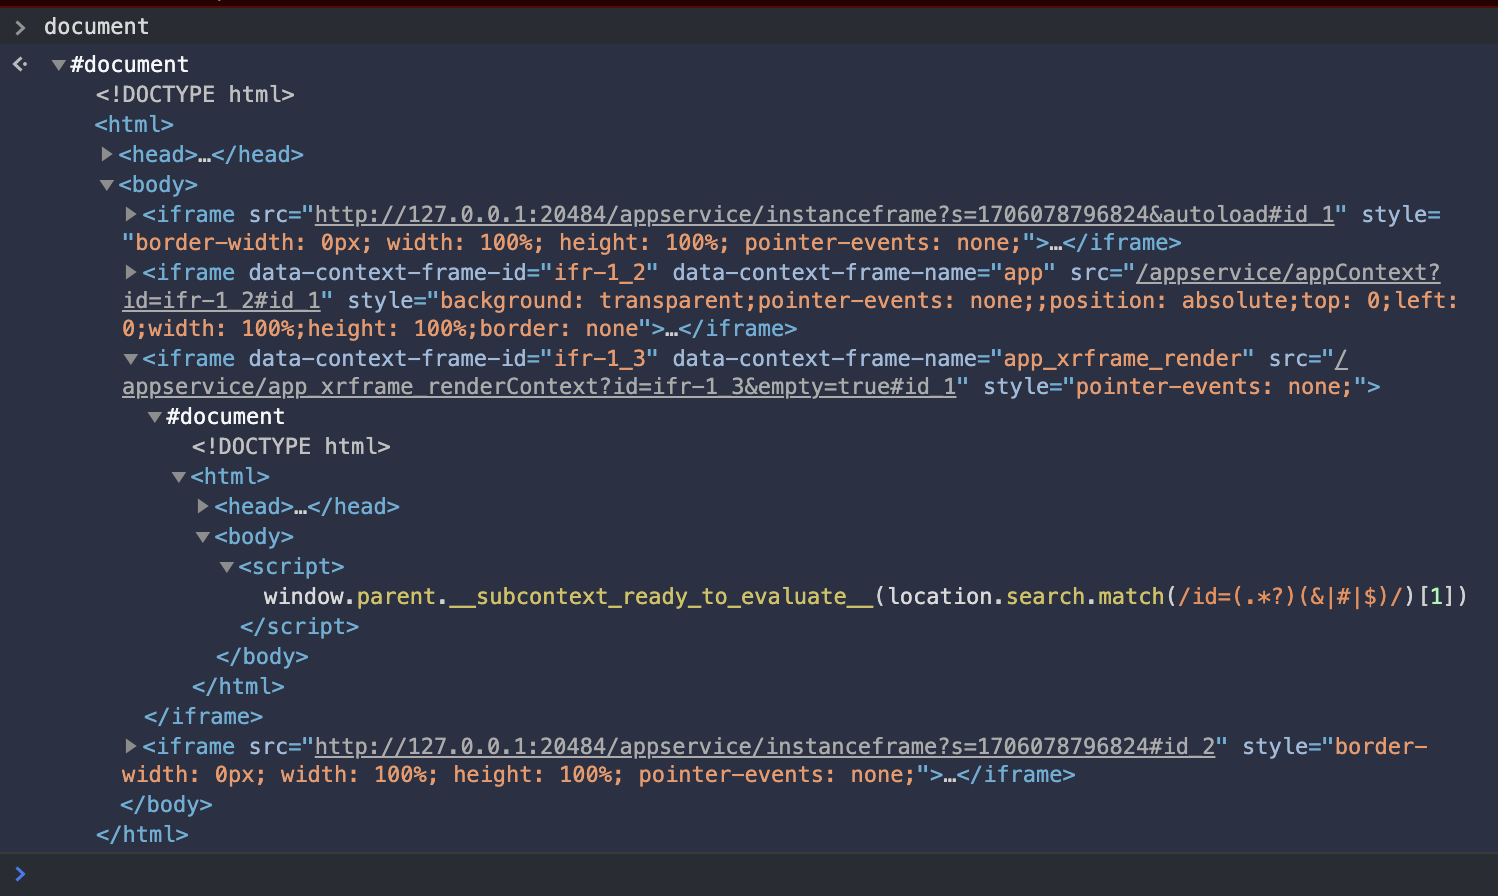 document
#document
<!DOCTYPE html>
<html>
<head>…</head>
<body>
<iframe src="http://127.0.0.1:20484/appservice/instanceframe?s=1706078796824&autoload#id_1" style=
"border-width: 0px; width: 100%; height: 100%; pointer-events: none;">…</iframe>
<iframe data-context-frame-id="ifr-1_2" data-context-frame-name="app" src="/appservice/appContext?
id=ifr-1_2#id_1" style="background: transparent;pointer-events: none;;position: absolute;top: 0;left:
0;width: 100%;height: 100%;border: none">…</iframe>
<iframe data-context-frame-id="ifr-1_3" data-context-frame-name="app_xrframe_render" src="/
appservice/app_xrframe_renderContext?id=ifr-1_3&empty=true#id_1" style="pointer-events: none;">
#document
<!DOCTYPE html>
<html>
<head>…</head>
<body>
<script>
window.parent.__subcontext_ready_to_evaluate__(location.search.match(/id=(.*?)(&|#|$)/)[1])
</script>
</body>
</html>
</iframe>
<iframe src="http://127.0.0.1:20484/appservice/instanceframe?s=1706078796824#id_2" style="border-
width: 0px; width: 100%; height: 100%; pointer-events: none;">…</iframe>
</body>
</html>